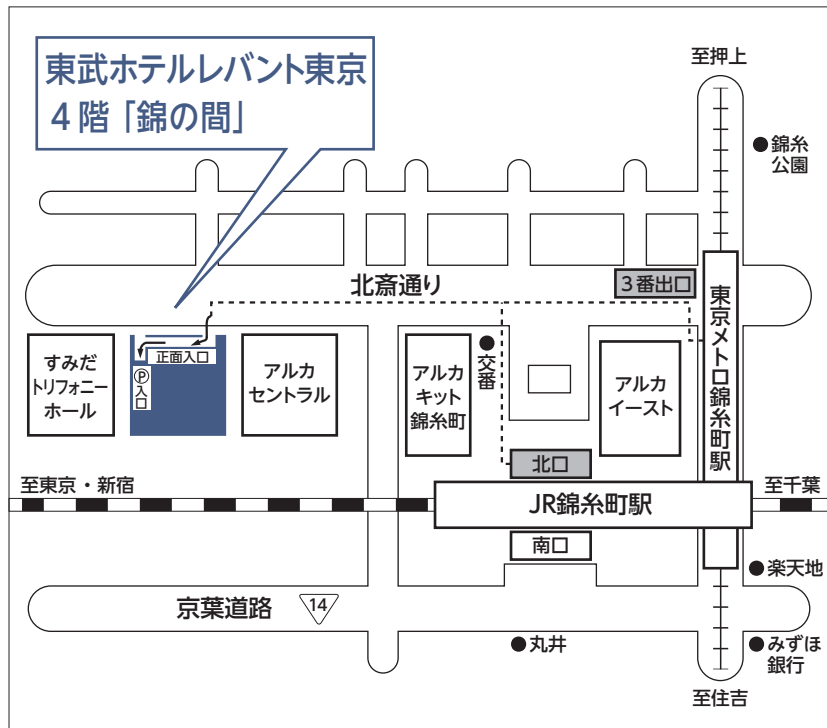 東武ホテルレバント東京
4階「錦の間」
至押上
錦糸
公園
北斎通り
3番出口
東京メトロ錦糸町駅
すみだ
トリフォニー
ホール
正面入口
P
入口
アルカ
セントラル
アルカ
キット
錦糸町
交番
アルカ
イースト
北口
至東京・新宿
JR錦糸町駅
至千葉
南口
京葉道路
14
楽天地
丸井
みずほ
銀行
至住吉